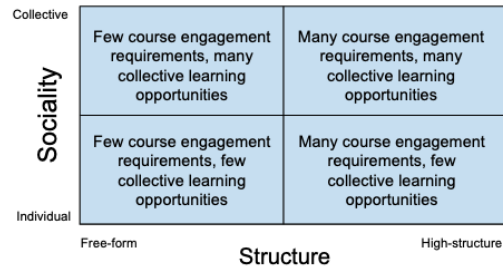 Collective
Few course engagement
requirements, many
collective learning
opportunities
Many course engagement
requirements, many
collective learning
opportunities
Sociality
Few course engagement
requirements, few
collective learning
opportunities
Many course engagement
requirements, few
collective learning
opportunities
Individual
Free-form
High-structure
Structure